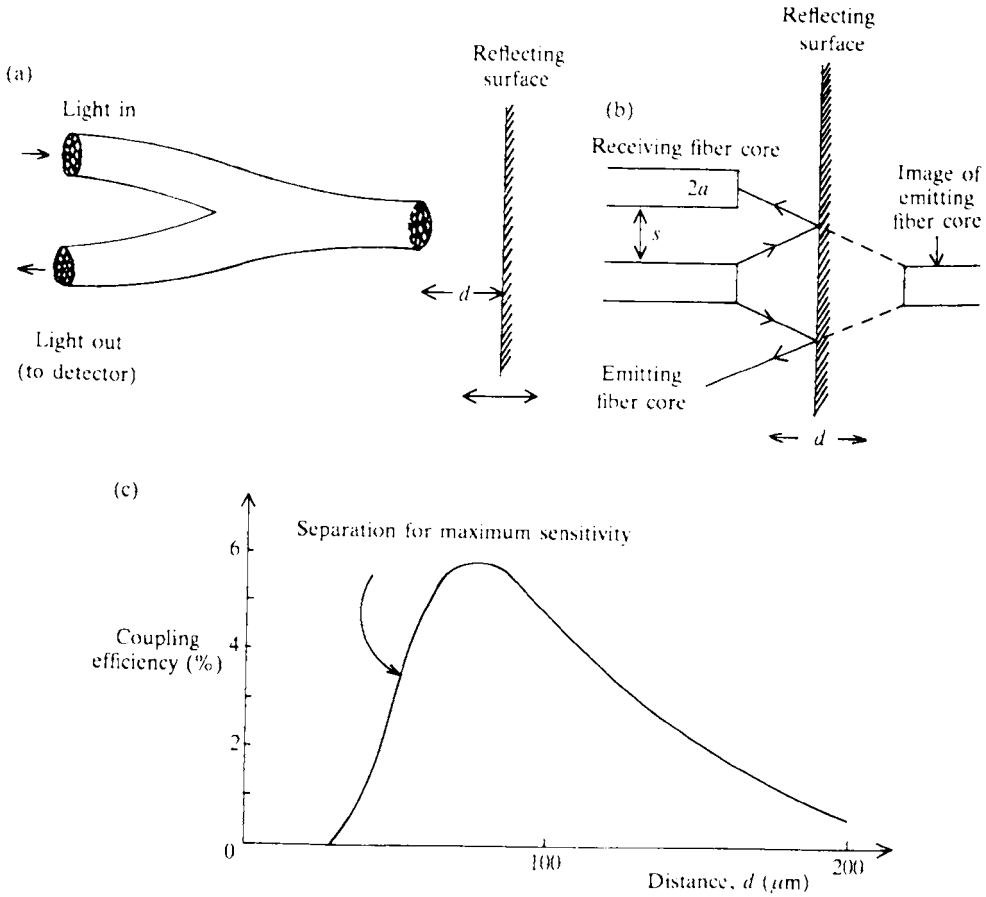 (a)
Light in
Reflecting
surface
d
Light out
(to detector)
Reflecting
surface
(b)
Receiving fiber core
2a
s
Image of
emitting
fiber core
Emitting
fiber core
d
(c)
Separation for maximum sensitivity
6
Coupling
efficiency (%)
4
2
0
100
200
Distance, d (μm)